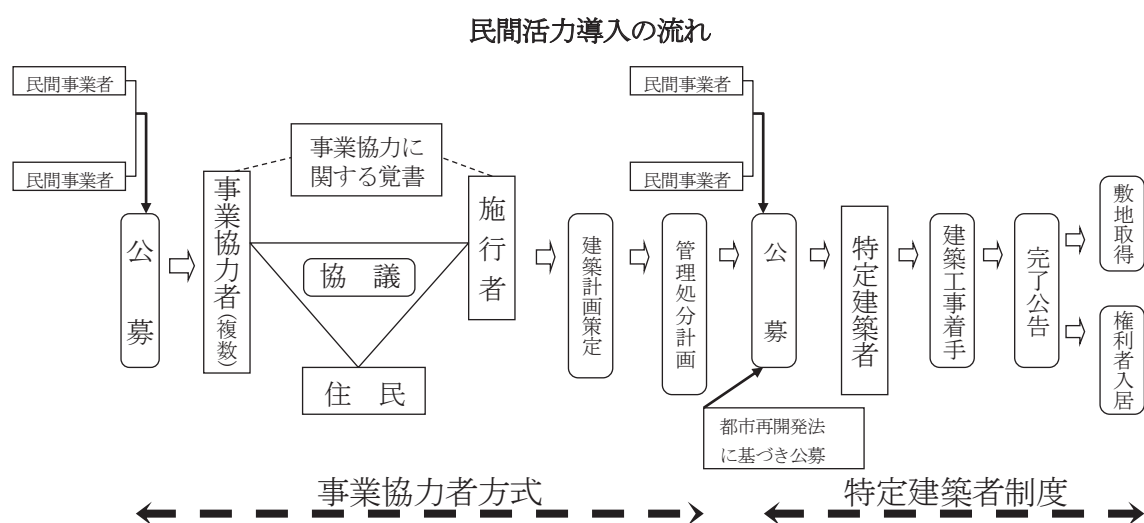 民間活力導入の流れ
民間事業者
民間事業者
公募
事業協力者(複数)
事業協力に
関する覚書
施行者
協議
住民
建築計画策定
管理処分計画
民間事業者
民間事業者
公募
都市再開発法
に基づき公募
特定建築者
建築工事着手
完了公告
敷地取得
権利者入居
事業協力者方式
特定建築者制度